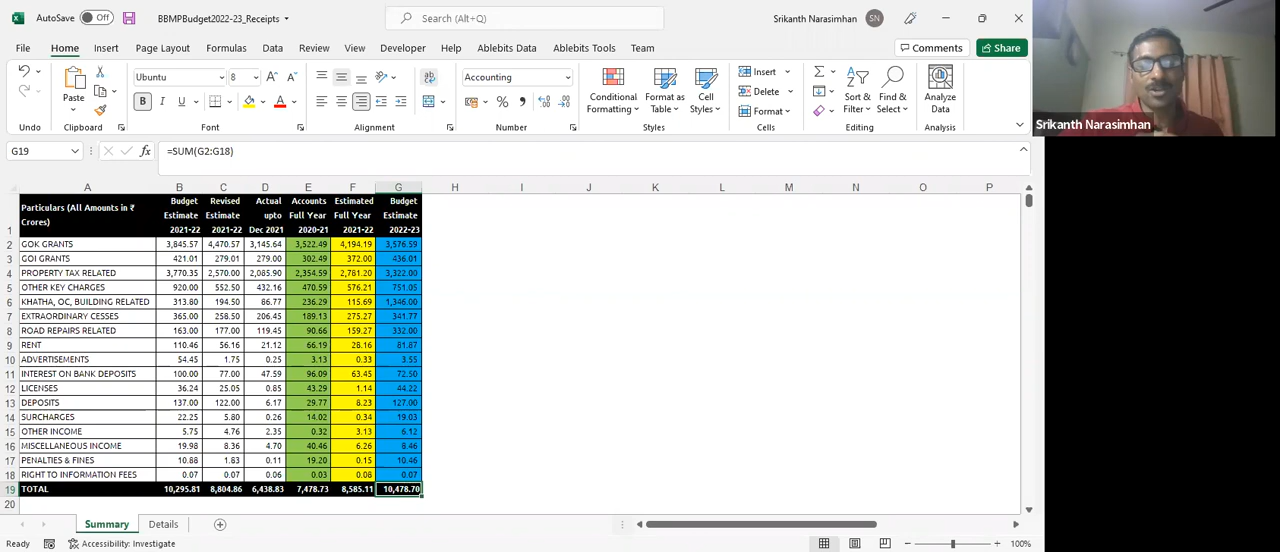 AutoSave Off BBMPBudget2022-23_Receipts Search (Alt+Q) Srikanth Narasimhan SN
File Home Insert Page Layout Formulas Data Review View Developer Help Ablebits Data Ablebits Tools Team Comments Share
Ubuntu 8 Accounting Insert
Paste Conditional Formatting Format as Table Cell Styles Delete Sort & Filter Find & Select Analyze Data
Format
Undo Clipboard Font Alignment Number Styles Cells Editing Analysis
Srikanth Narasimhan
G19 fx =SUM(G2:G18)
A B C D E F G H I J K L M N O P
1 Particulars (All Amounts in ₹ Crores) Budget Estimate 2021-22 Revised Estimate 2021-22 Actual upto Dec 2021 Accounts Full Year 2020-21 Estimated Full Year 2021-22 Budget Estimate 2022-23
2 GOK GRANTS 3,845.57 4,470.57 3,145.64 3,522.49 4,194.19 3,576.59
3 GOI GRANTS 421.01 279.01 279.00 302.49 372.00 436.01
4 PROPERTY TAX RELATED 3,770.35 2,570.00 2,085.90 2,354.59 2,781.20 3,322.00
5 OTHER KEY CHARGES 920.00 552.50 432.16 470.59 576.21 751.05
6 KHATHA, OC, BUILDING RELATED 313.80 194.50 86.77 236.29 115.69 1,346.00
7 EXTRAORDINARY CESSES 365.00 258.50 206.45 189.13 275.27 341.77
8 ROAD REPAIRS RELATED 163.00 177.00 119.45 90.66 159.27 332.00
9 RENT 110.46 56.16 21.12 66.19 28.16 81.87
10 ADVERTISEMENTS 54.45 1.75 0.25 3.13 0.33 3.55
11 INTEREST ON BANK DEPOSITS 100.00 77.00 47.59 96.09 63.45 72.50
12 LICENSES 36.24 25.05 0.85 43.29 1.14 44.22
13 DEPOSITS 137.00 122.00 6.17 29.77 8.23 127.00
14 SURCHARGES 22.25 5.80 0.26 14.02 0.34 19.03
15 OTHER INCOME 5.75 4.76 2.35 0.32 3.13 6.12
16 MISCELLANEOUS INCOME 19.98 8.36 4.70 40.46 6.26 8.46
17 PENALTIES & FINES 10.88 1.83 0.11 19.20 0.15 10.46
18 RIGHT TO INFORMATION FEES 0.07 0.07 0.06 0.03 0.08 0.07
19 TOTAL 10,295.81 8,804.86 6,438.83 7,478.73 8,585.11 10,478.70
20
Summary Details
Ready Accessibility: Investigate 100%